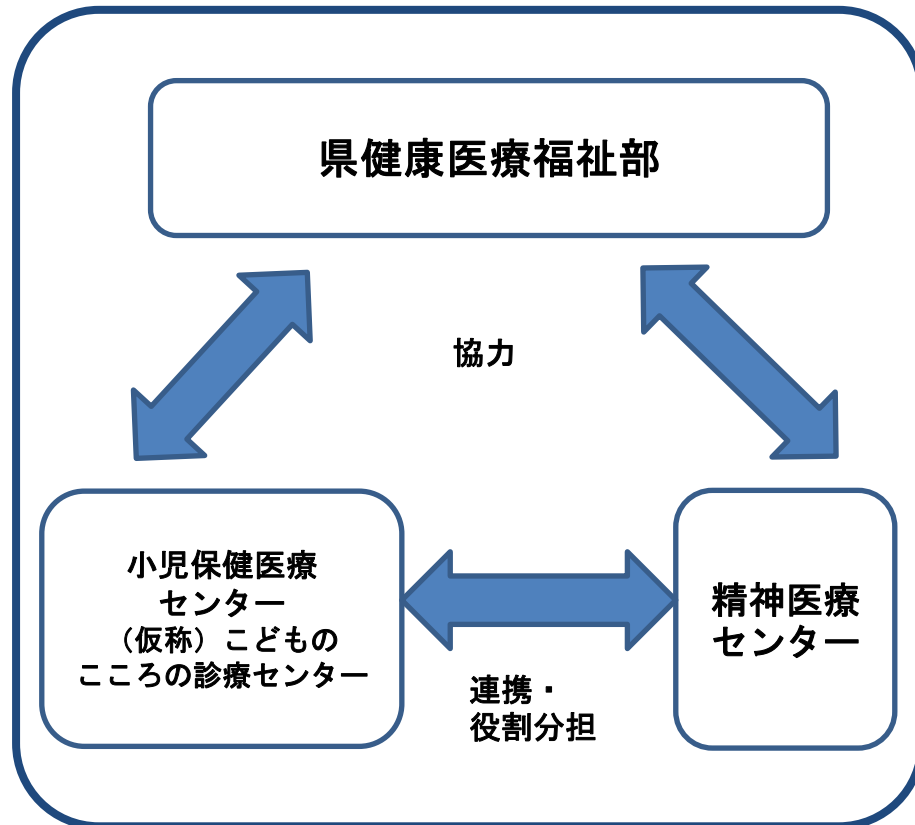 県健康医療福祉部
協力
小児保健医療
センター
（仮称）こどもの
こころの診療センター
精神医療
センター
連携・
役割分担